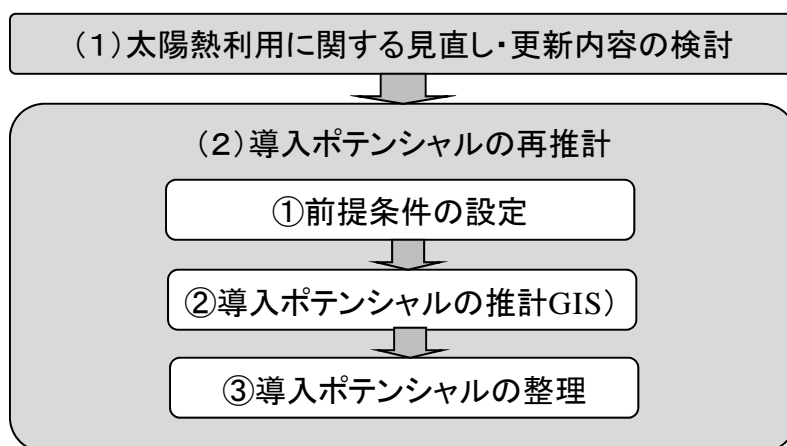 （１）太陽熱利用に関する見直し・更新内容の検討
（２）導入ポテンシャルの再推計
①前提条件の設定
②導入ポテンシャルの推計GIS）
③導入ポテンシャルの整理